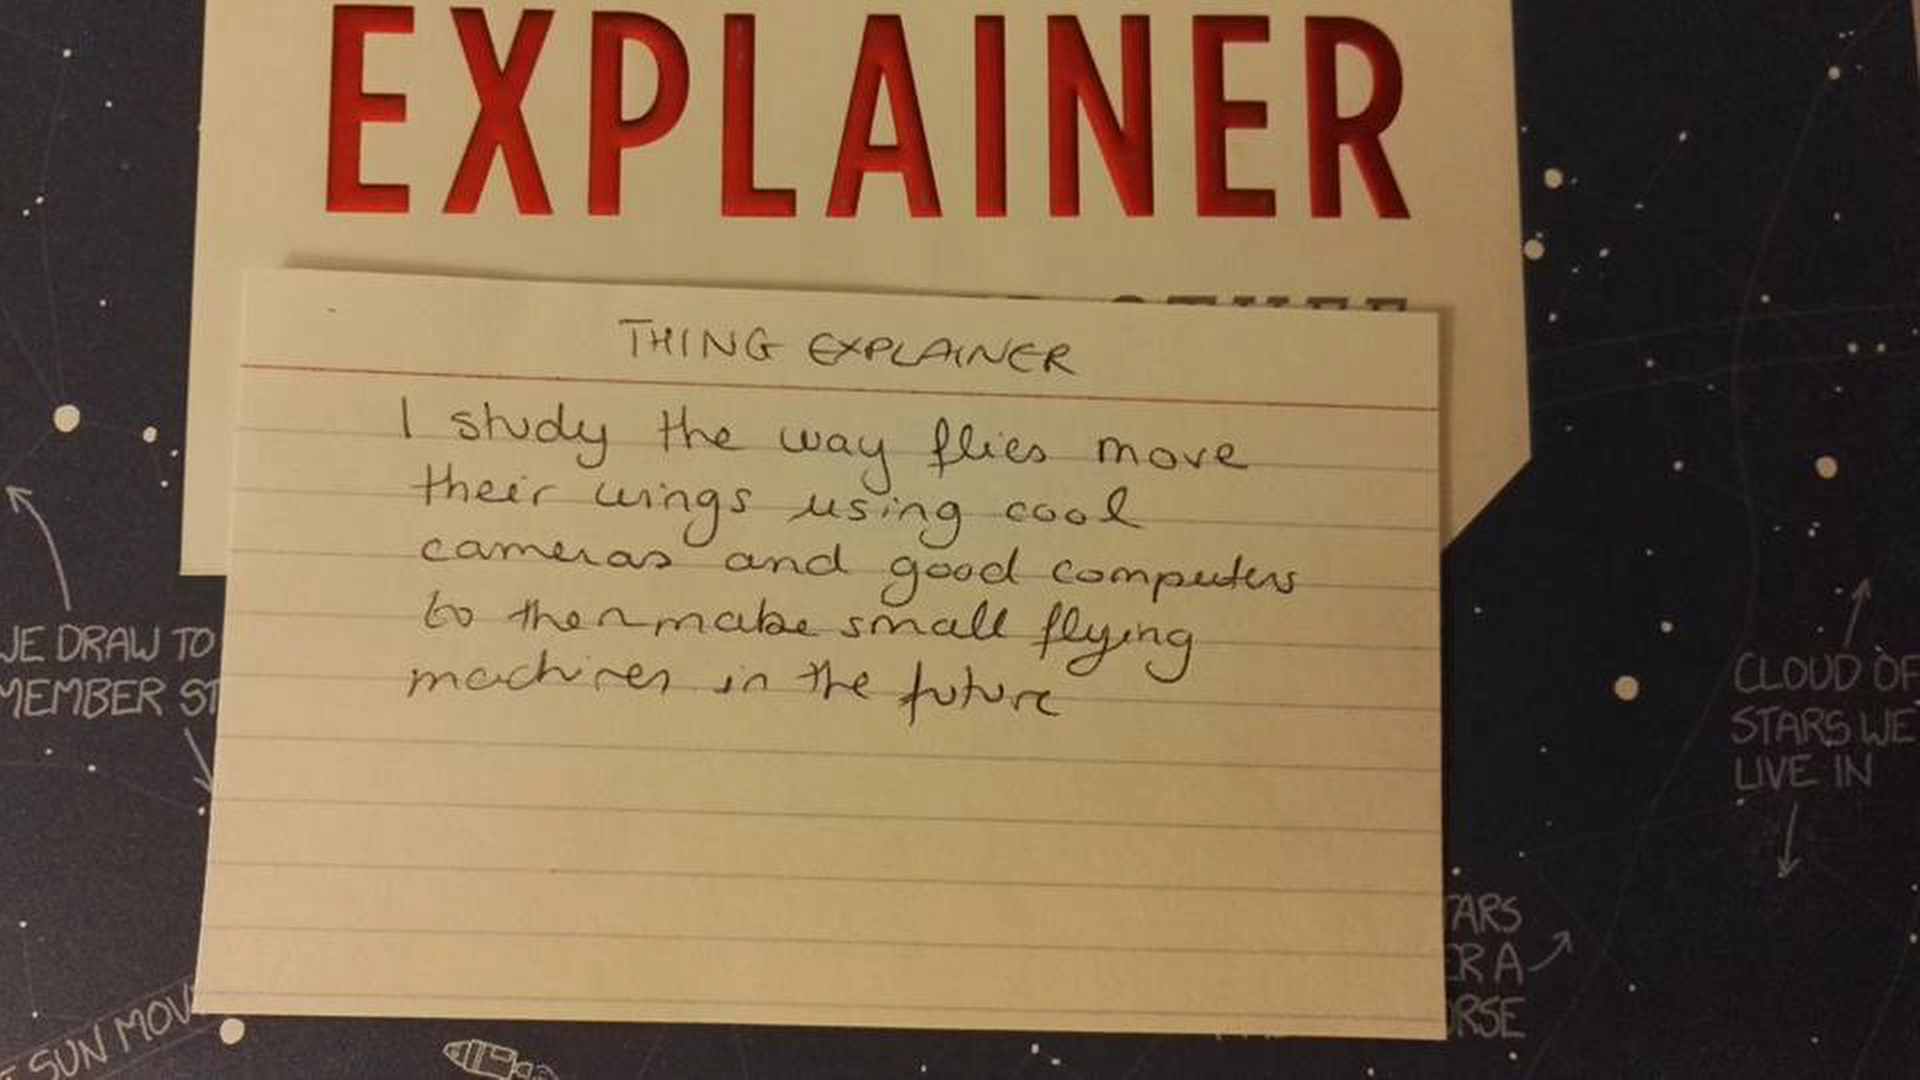 EXPLAINER
THING EXPLAINER
I study the way flies move
their wings using cool
cameras and good computers
to then make small flying
machines in the future
WE DRAW TO
MEMBER ST
SUN MOV
CLOUD OF
STARS WE
LIVE IN
TARS
ER A
ORSE